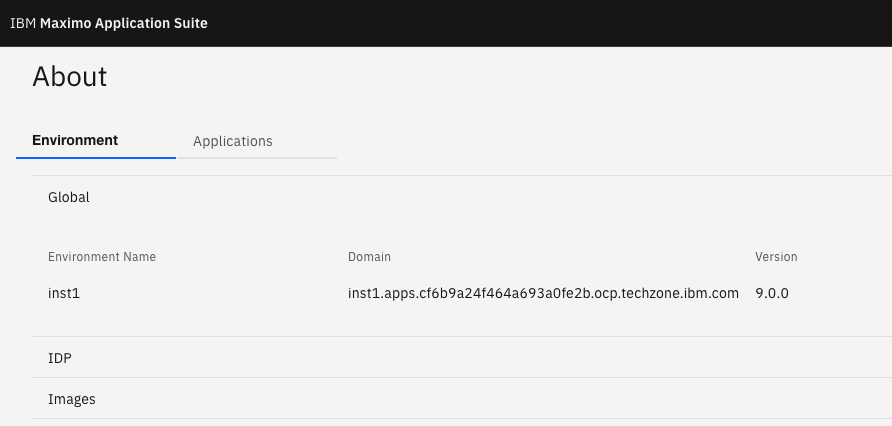 IBM Maximo Application Suite
About
Environment Applications
Global
Environment Name Domain Version
inst1 inst1.apps.cf6b9a24f464a693a0fe2b.ocp.techzone.ibm.com 9.0.0
IDP
Images